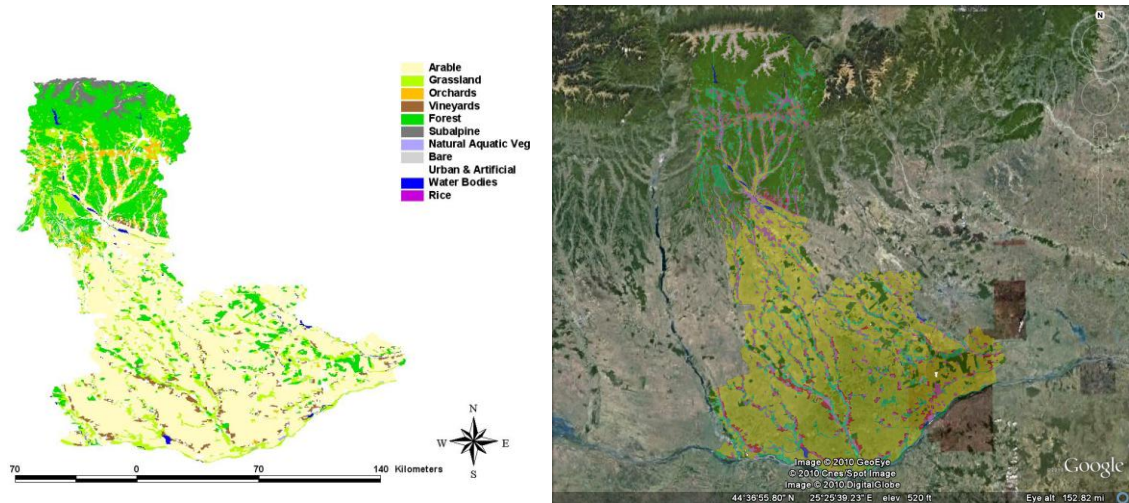 Arable
Grassland
Orchards
Vineyards
Forest
Subalpine
Natural Aquatic Veg
Bare
Urban & Artificial
Water Bodies
Rice
N
W E
S
70 0 70 140 Kilometers
N
Image © 2010 GeoEye
© 2010 Cnes/Spot Image
Image © 2010 DigitalGlobe
Google
44°36'55.80" N 25°25'39.23" E elev 520 ft
Eye alt 152.82 mi